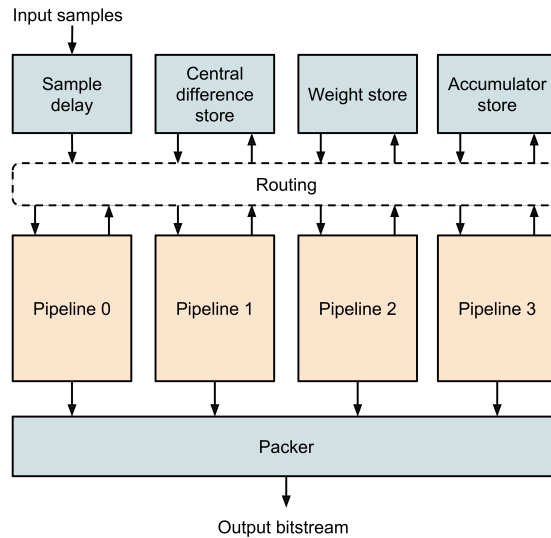 Input samples
Sample
delay
Central
difference
store
Weight store
Accumulator
store
Routing
Pipeline 0
Pipeline 1
Pipeline 2
Pipeline 3
Packer
Output bitstream